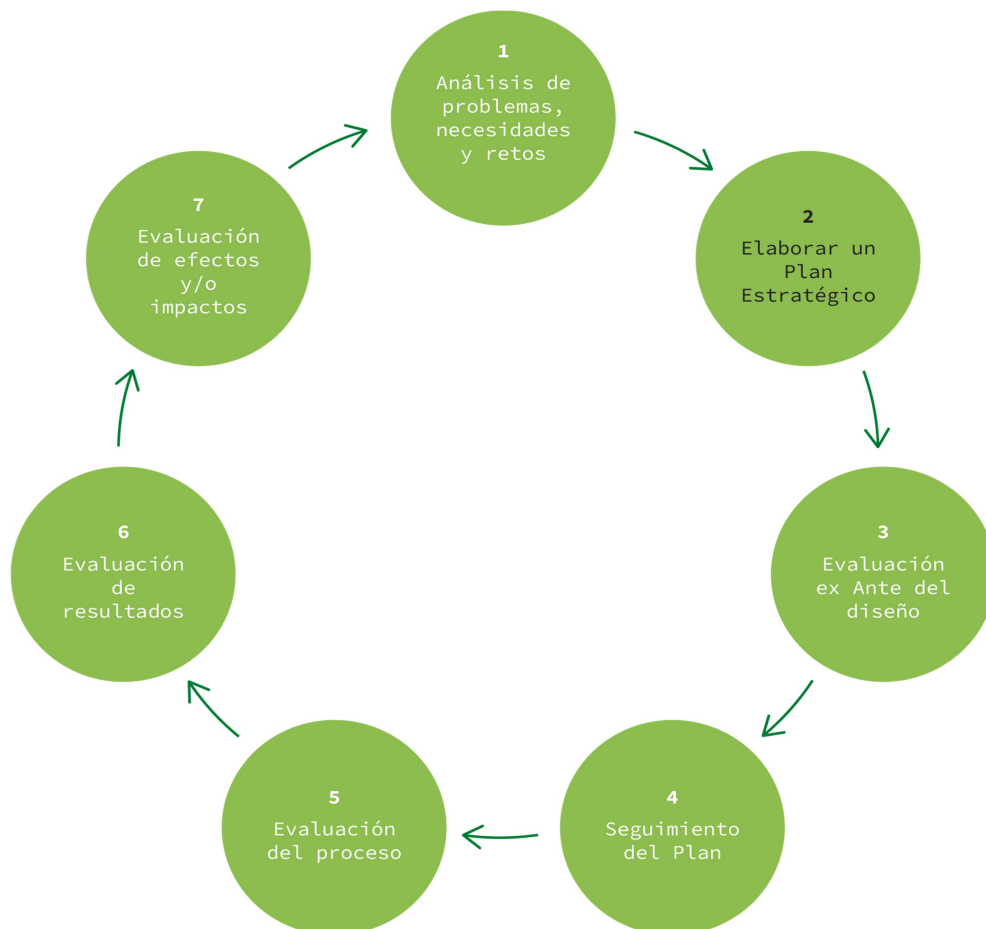 1
Análisis de
problemas,
necesidades
y retos
2
Elaborar un
Plan
Estratégico
3
Evaluación
ex Ante del
diseño
4
Seguimiento
del Plan
5
Evaluación
del proceso
6
Evaluación
de
resultados
7
Evaluación
de efectos
y/o
impactos